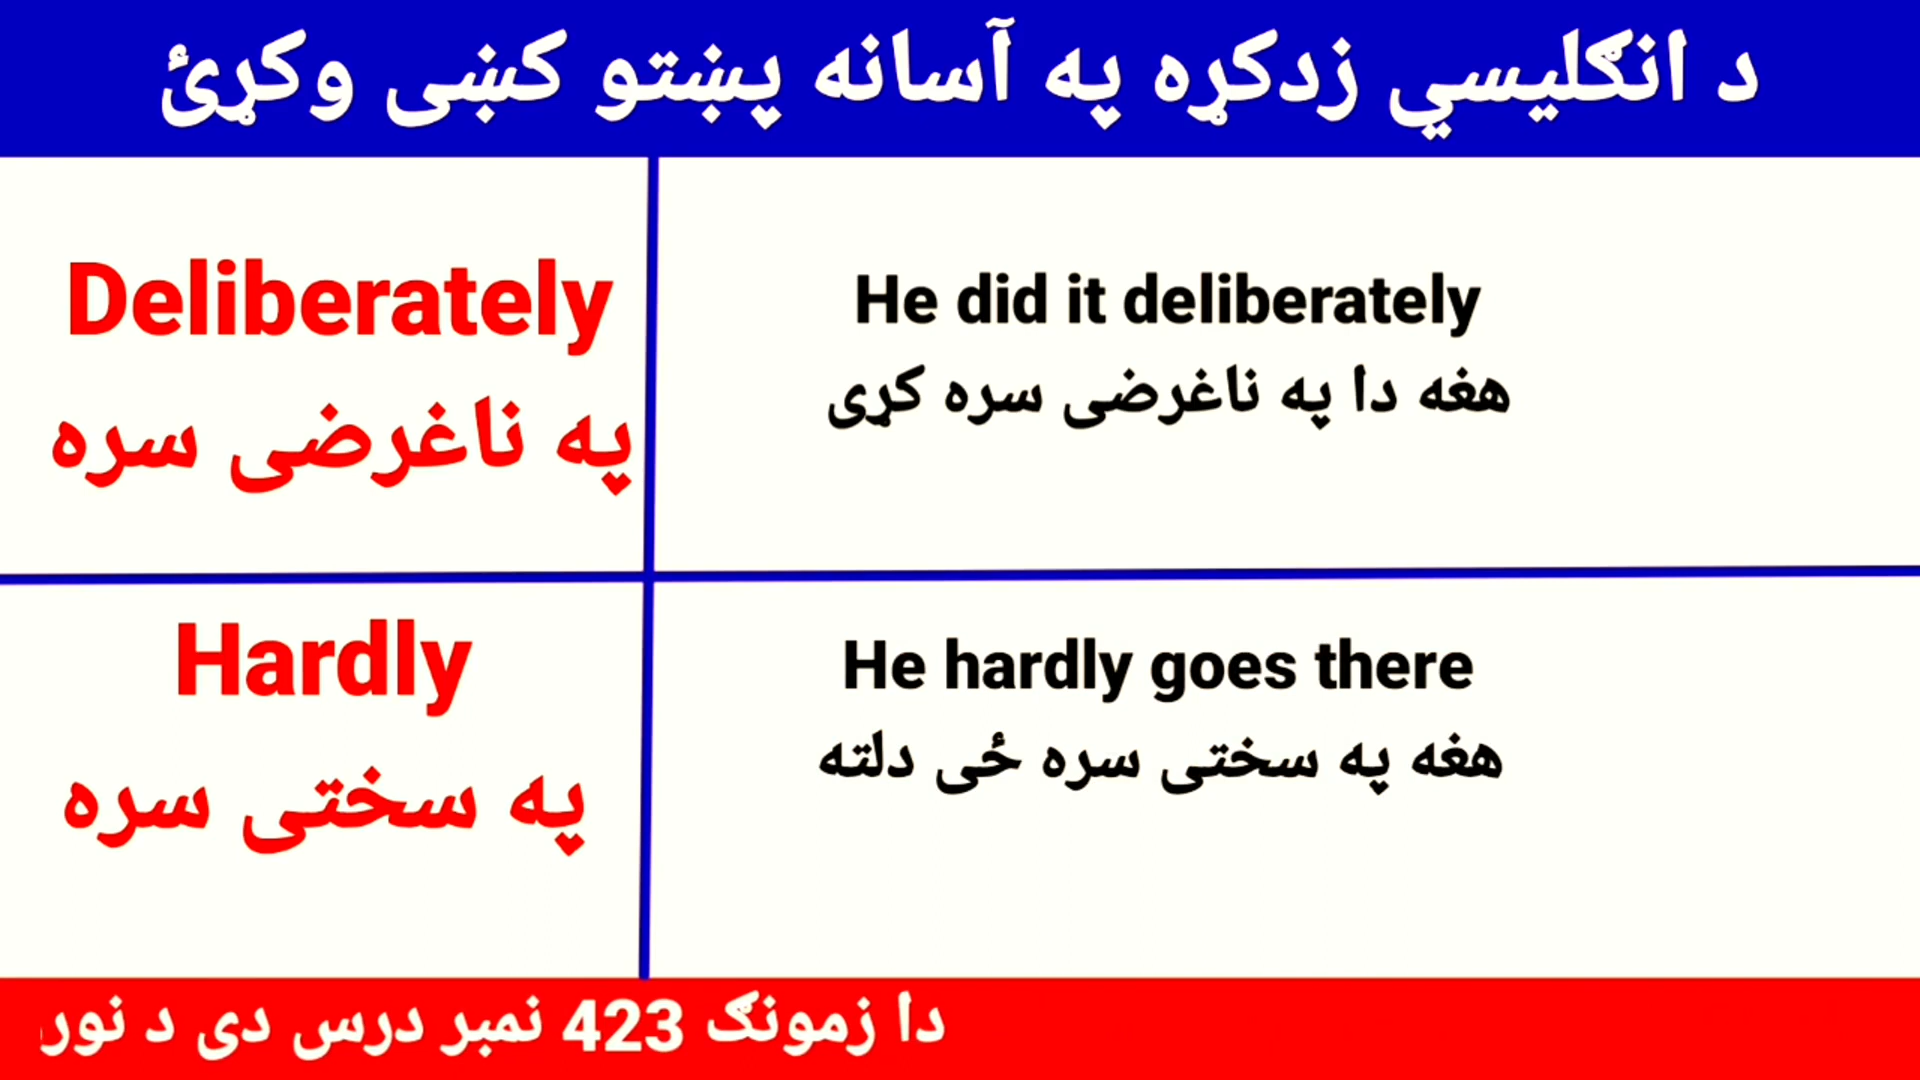 د انګلیسي زدکړه په آسانه پښتو کښی وکړئ
Deliberately
په ناغرضی سره
He did it deliberately
هغه دا په ناغرضی سره کړی
Hardly
په سختی سره
He hardly goes there
هغه په سختی سره ځی دلته
دا زمونګ 423 نمبر درس دی د نور